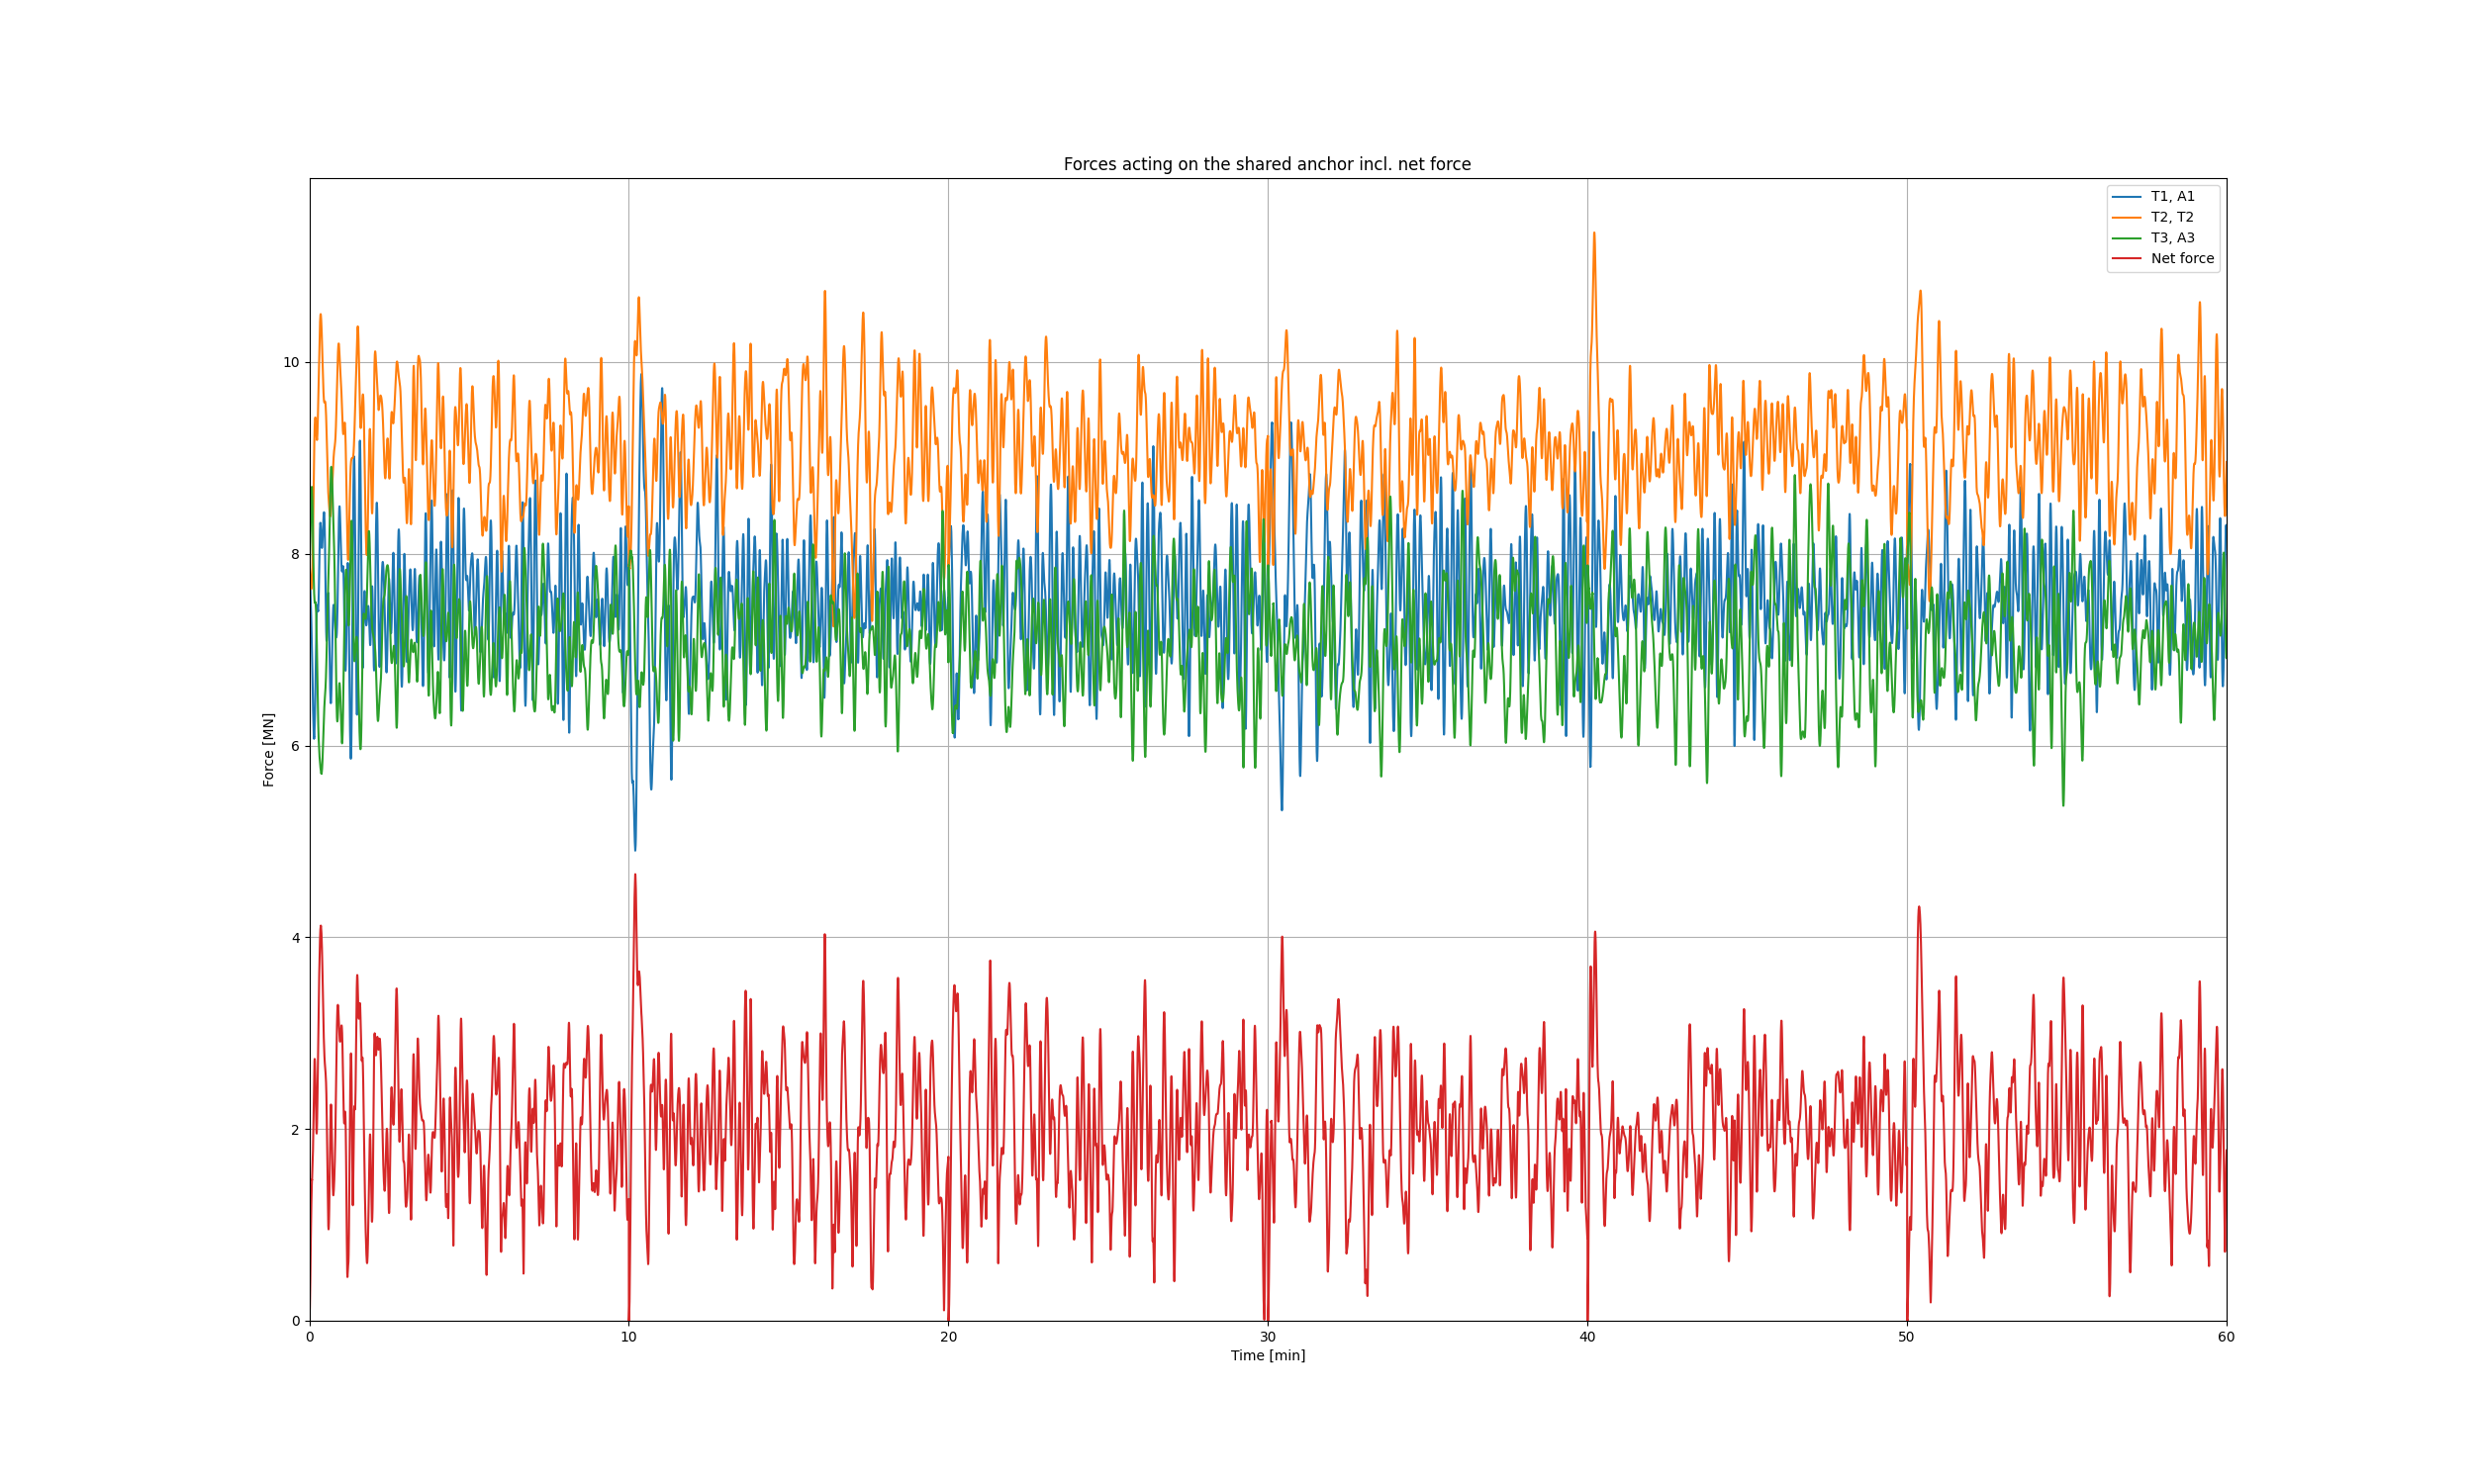 Forces acting on the shared anchor incl. net force
T1, A1
T2, T2
T3, A3
Net force
Force [MN]
10
8
6
4
2
0
0 10 20 30 40 50 60
Time [min]